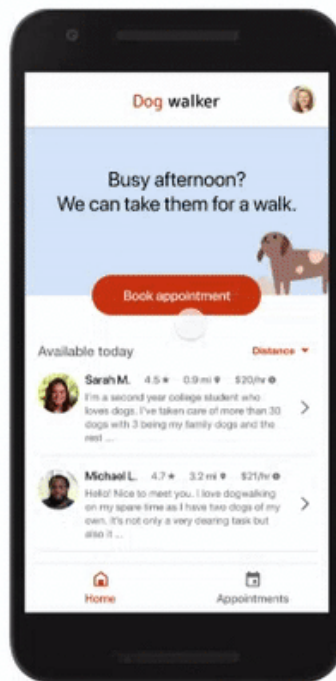 Dog walker
Busy afternoon?
We can take them for a walk.
Book appointment
Available today
Distance
Sarah M. 4.5 ★ 0.9 mi $20/hr
I'm a second year college student who
loves dogs. I've taken care of more than 30
dogs with 3 being my family dogs and the
rest ...
Michael L. 4.7 ★ 3.2 mi $21/hr
Hello! Nice to meet you. I love dogwalking
on my spare time as I have two dogs of my
own. It's not only a very dearing task but
also it ...
Home
Appointments